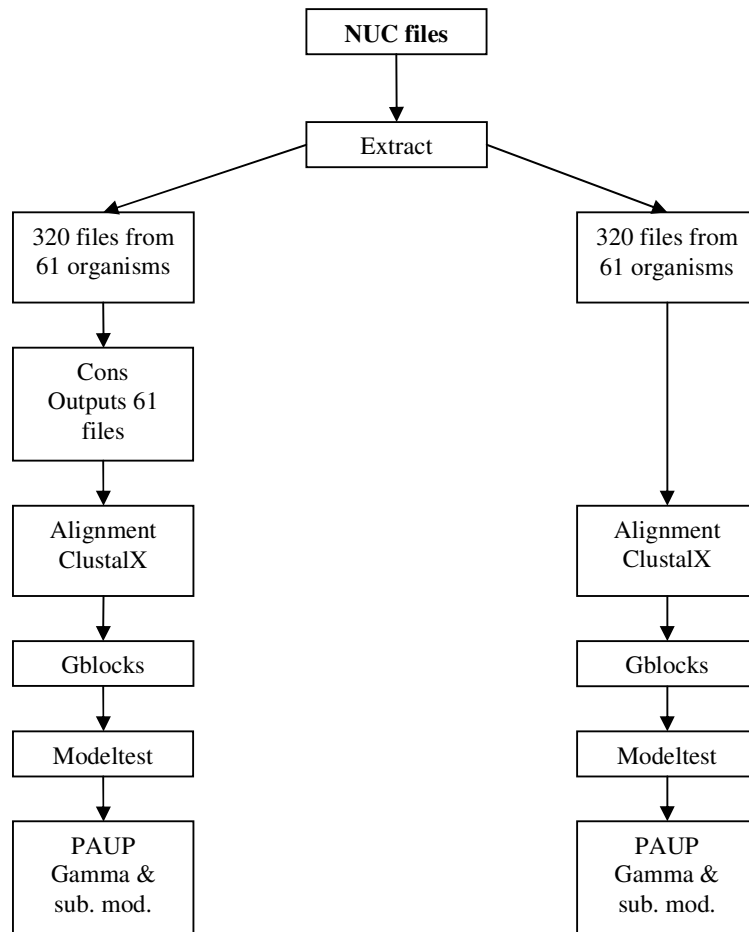 NUC files
Extract
320 files from
61 organisms
320 files from
61 organisms
Cons
Outputs 61
files
Alignment
ClustalX
Alignment
ClustalX
Gblocks
Gblocks
Modeltest
Modeltest
PAUP
Gamma &
sub. mod.
PAUP
Gamma &
sub. mod.